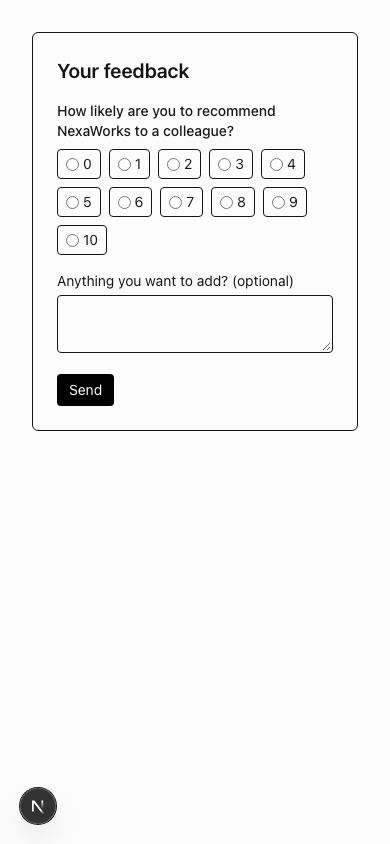 Your feedback
How likely are you to recommend
NexaWorks to a colleague?
0 1 2 3 4
5 6 7 8 9
10
Anything you want to add? (optional)
Send
N